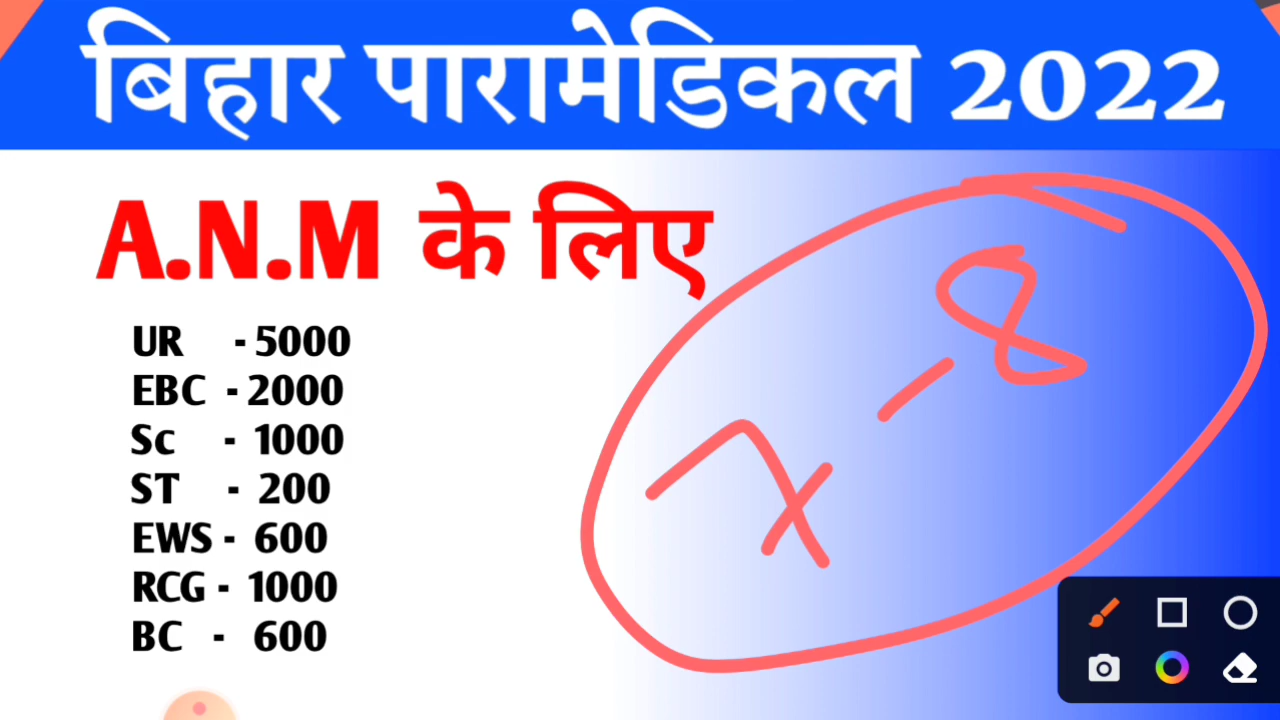 बिहार पारामेडिकल 2022
A.N.M के लिए
UR - 5000
EBC - 2000
Sc - 1000
ST - 200
EWS - 600
RCG - 1000
BC - 600
7 - 8